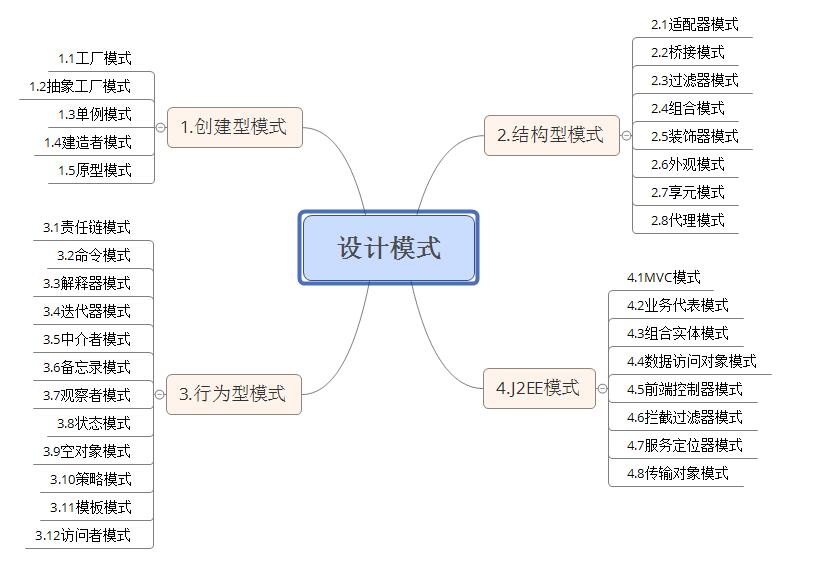 设计模式
1.创建型模式
1.1工厂模式
1.2抽象工厂模式
1.3单例模式
1.4建造者模式
1.5原型模式
2.结构型模式
2.1适配器模式
2.2桥接模式
2.3过滤器模式
2.4组合模式
2.5装饰器模式
2.6外观模式
2.7享元模式
2.8代理模式
3.行为型模式
3.1责任链模式
3.2命令模式
3.3解释器模式
3.4迭代器模式
3.5中介者模式
3.6备忘录模式
3.7观察者模式
3.8状态模式
3.9空对象模式
3.10策略模式
3.11模板模式
3.12访问者模式
4.J2EE模式
4.1MVC模式
4.2业务代表模式
4.3组合实体模式
4.4数据访问对象模式
4.5前端控制器模式
4.6拦截过滤器模式
4.7服务定位器模式
4.8传输对象模式